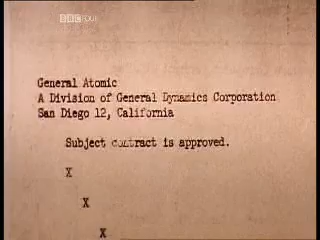 BBC FOUR
General Atomic
A Division of General Dynamics Corporation
San Diego 12, California
Subject contract is approved.
X
X
X